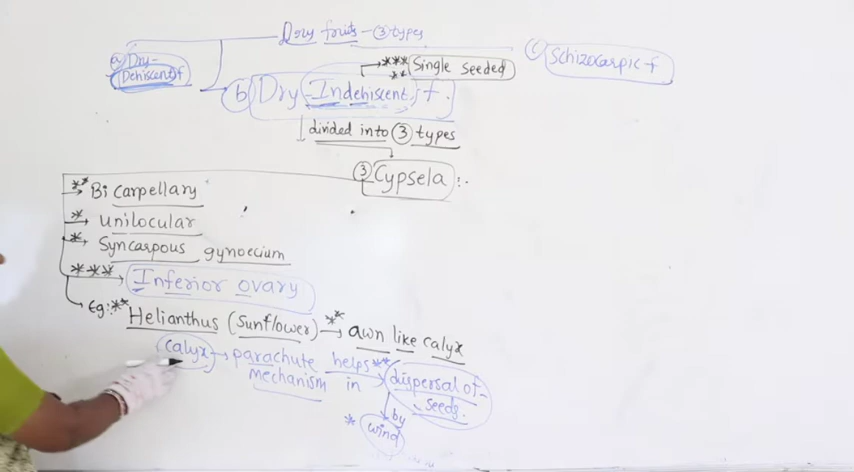 Dry fruits - ③ types
a) Dry-
(Dehiscent) f
*** Single Seeded
**
ⓒ Schizocarpic f
ⓑ Dry Indehiscent f.
divided into ③ types
③ Cypsela :.
** Bi carpellary
* unilocular
* Syncarpous gynoecium
*** Inferior ovary
Eg:** Helianthus (Sunflower) ** awn like calyx
calyx → parachute helps **
mechanism in dispersal of
seeds.
by
* wind